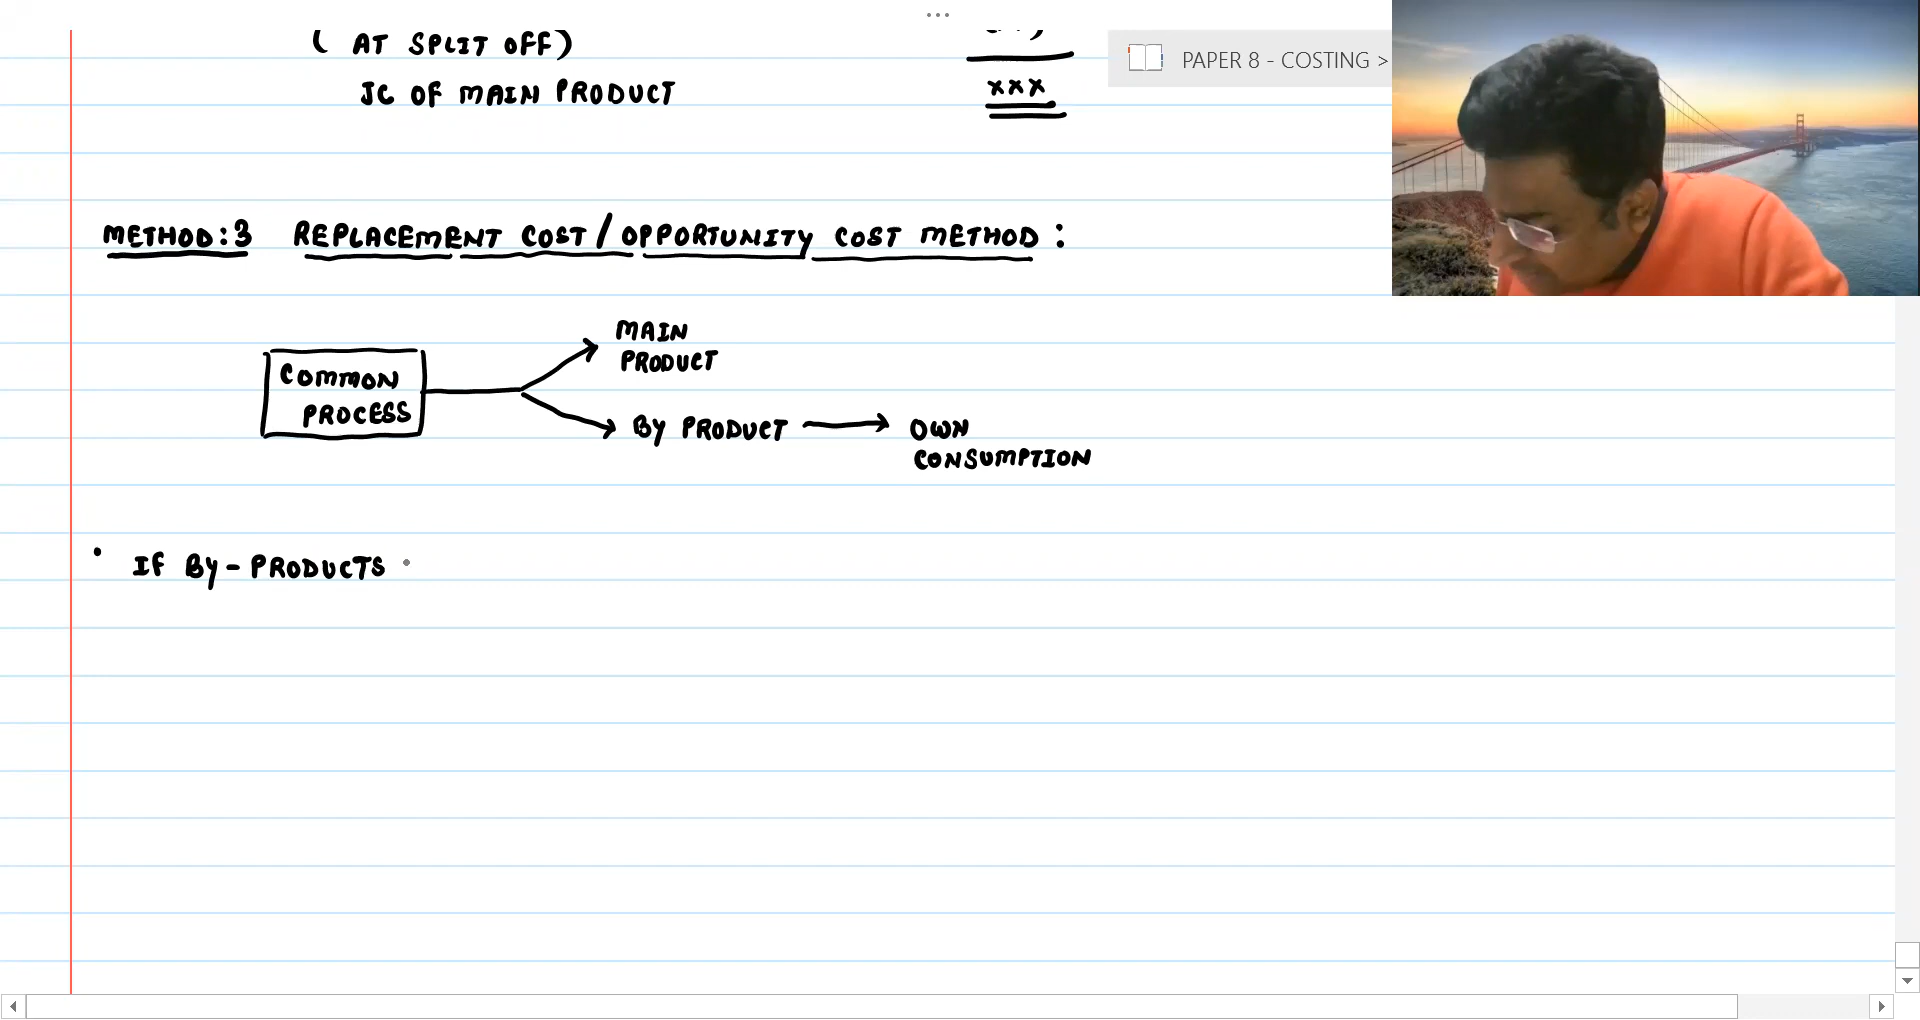 ( AT SPLIT OFF)
JC OF MAIN PRODUCT xxx
PAPER 8 - COSTING >
METHOD:3 REPLACEMENT COST / OPPORTUNITY COST METHOD :
MAIN
PRODUCT
COMMON
PROCESS
BY PRODUCT
OWN
CONSUMPTION
• IF BY-PRODUCTS